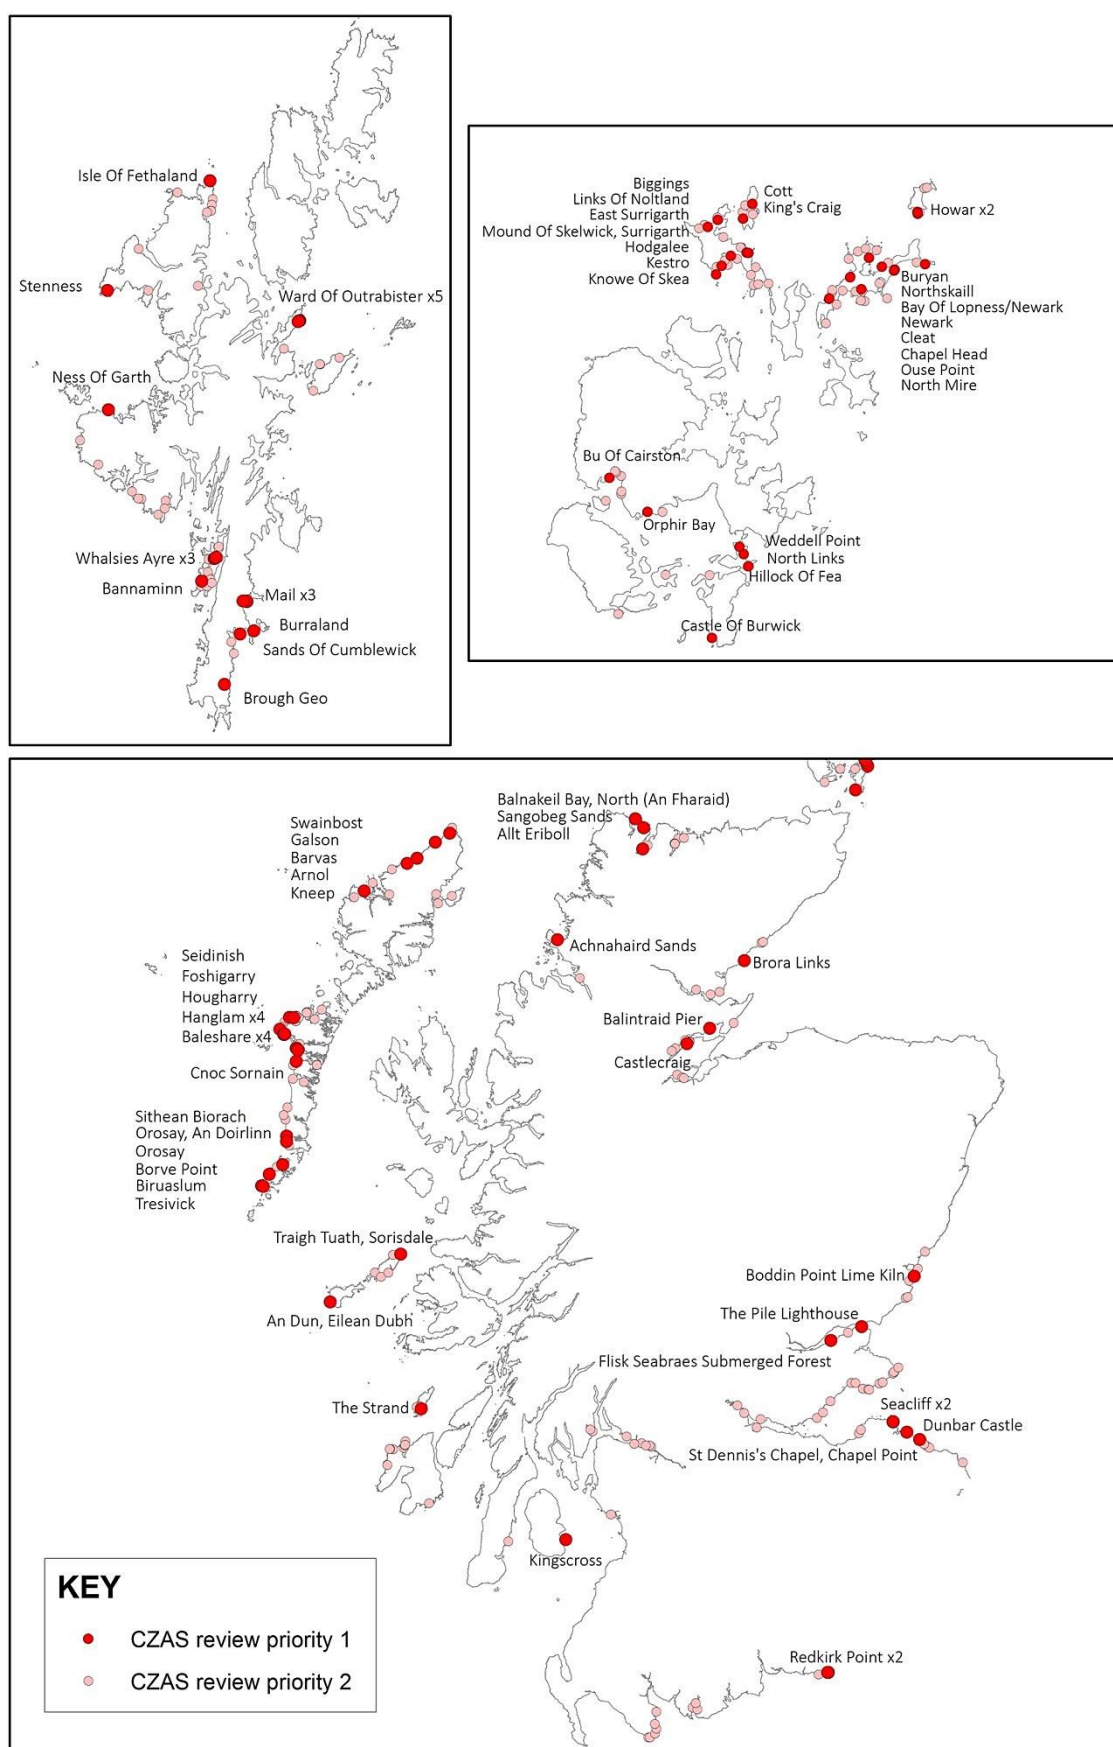 Isle Of Fethaland
Stenness
Ward Of Outrabister x5
Ness Of Garth
Whalsies Ayre x3
Bannaminn
Mail x3
Burraland
Sands Of Cumblewick
Brough Geo
Biggings
Links Of Noltland
East Surrigarth
Mound Of Skelwick, Surrigarth
Hodgalee
Kestro
Knowe Of Skea
Cott
King's Craig
Howar x2
Buryan
Northskaill
Bay Of Lopness/Newark
Newark
Cleat
Chapel Head
Ouse Point
North Mire
Bu Of Cairston
Orphir Bay
Weddell Point
North Links
Hillock Of Fea
Castle Of Burwick
Balnakeil Bay, North (An Fharaid)
Sangobeg Sands
Allt Eriboll
Swainbost
Galson
Barvas
Arnol
Kneep
Achnahaird Sands
Brora Links
Seidinish
Foshigarry
Hougharry
Hanglam x4
Baleshare x4
Cnoc Sornain
Balintraid Pier
Castlecraig
Sithean Biorach
Orosay, An Doirlinn
Orosay
Borve Point
Biruaslum
Tresivick
Traigh Tuath, Sorisdale
An Dun, Eilean Dubh
Boddin Point Lime Kiln
The Pile Lighthouse
Flisk Seabraes Submerged Forest
The Strand
Seacliff x2
Dunbar Castle
St Dennis's Chapel, Chapel Point
Kingscross
Redkirk Point x2
KEY
CZAS review priority 1
CZAS review priority 2